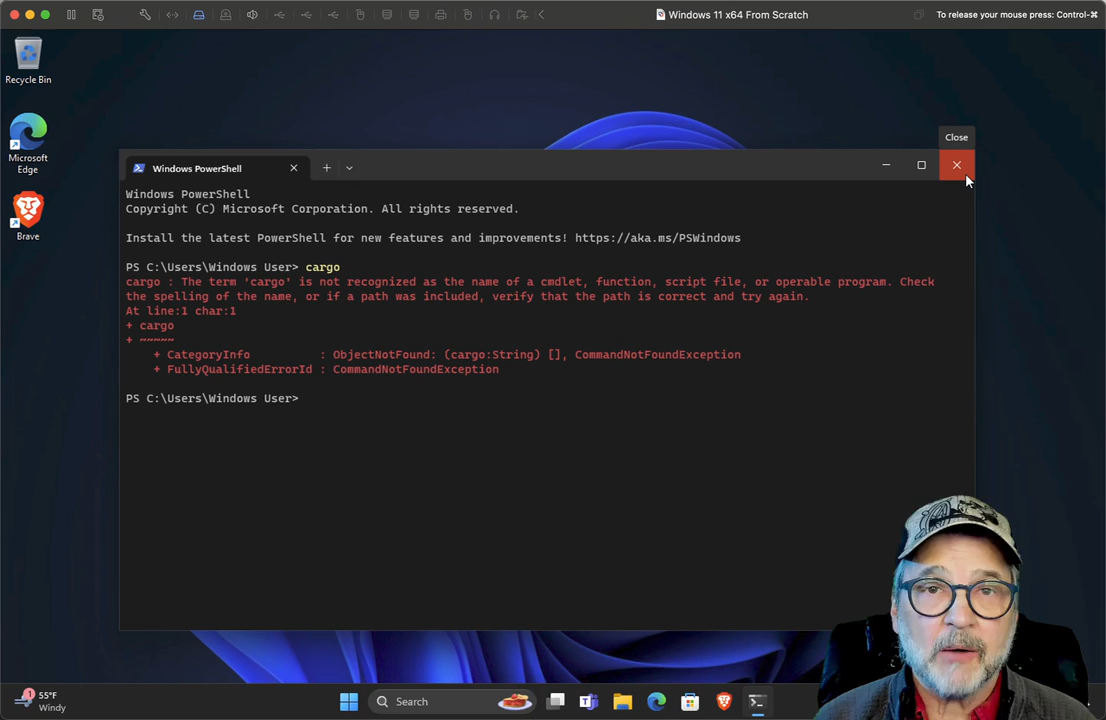 Windows 11 x64 From Scratch
To release your mouse press: Control-⌘
Recycle Bin
Microsoft
Edge
Brave
Close
Windows PowerShell
Windows PowerShell
Copyright (C) Microsoft Corporation. All rights reserved.
Install the latest PowerShell for new features and improvements! https://aka.ms/PSWindows
PS C:\Users\Windows User> cargo
cargo : The term 'cargo' is not recognized as the name of a cmdlet, function, script file, or operable program. Check
the spelling of the name, or if a path was included, verify that the path is correct and try again.
At line:1 char:1
+ cargo
+ ~~~~~
    + CategoryInfo          : ObjectNotFound: (cargo:String) [], CommandNotFoundException
    + FullyQualifiedErrorId : CommandNotFoundException
PS C:\Users\Windows User>
1
55°F
Windy
Search